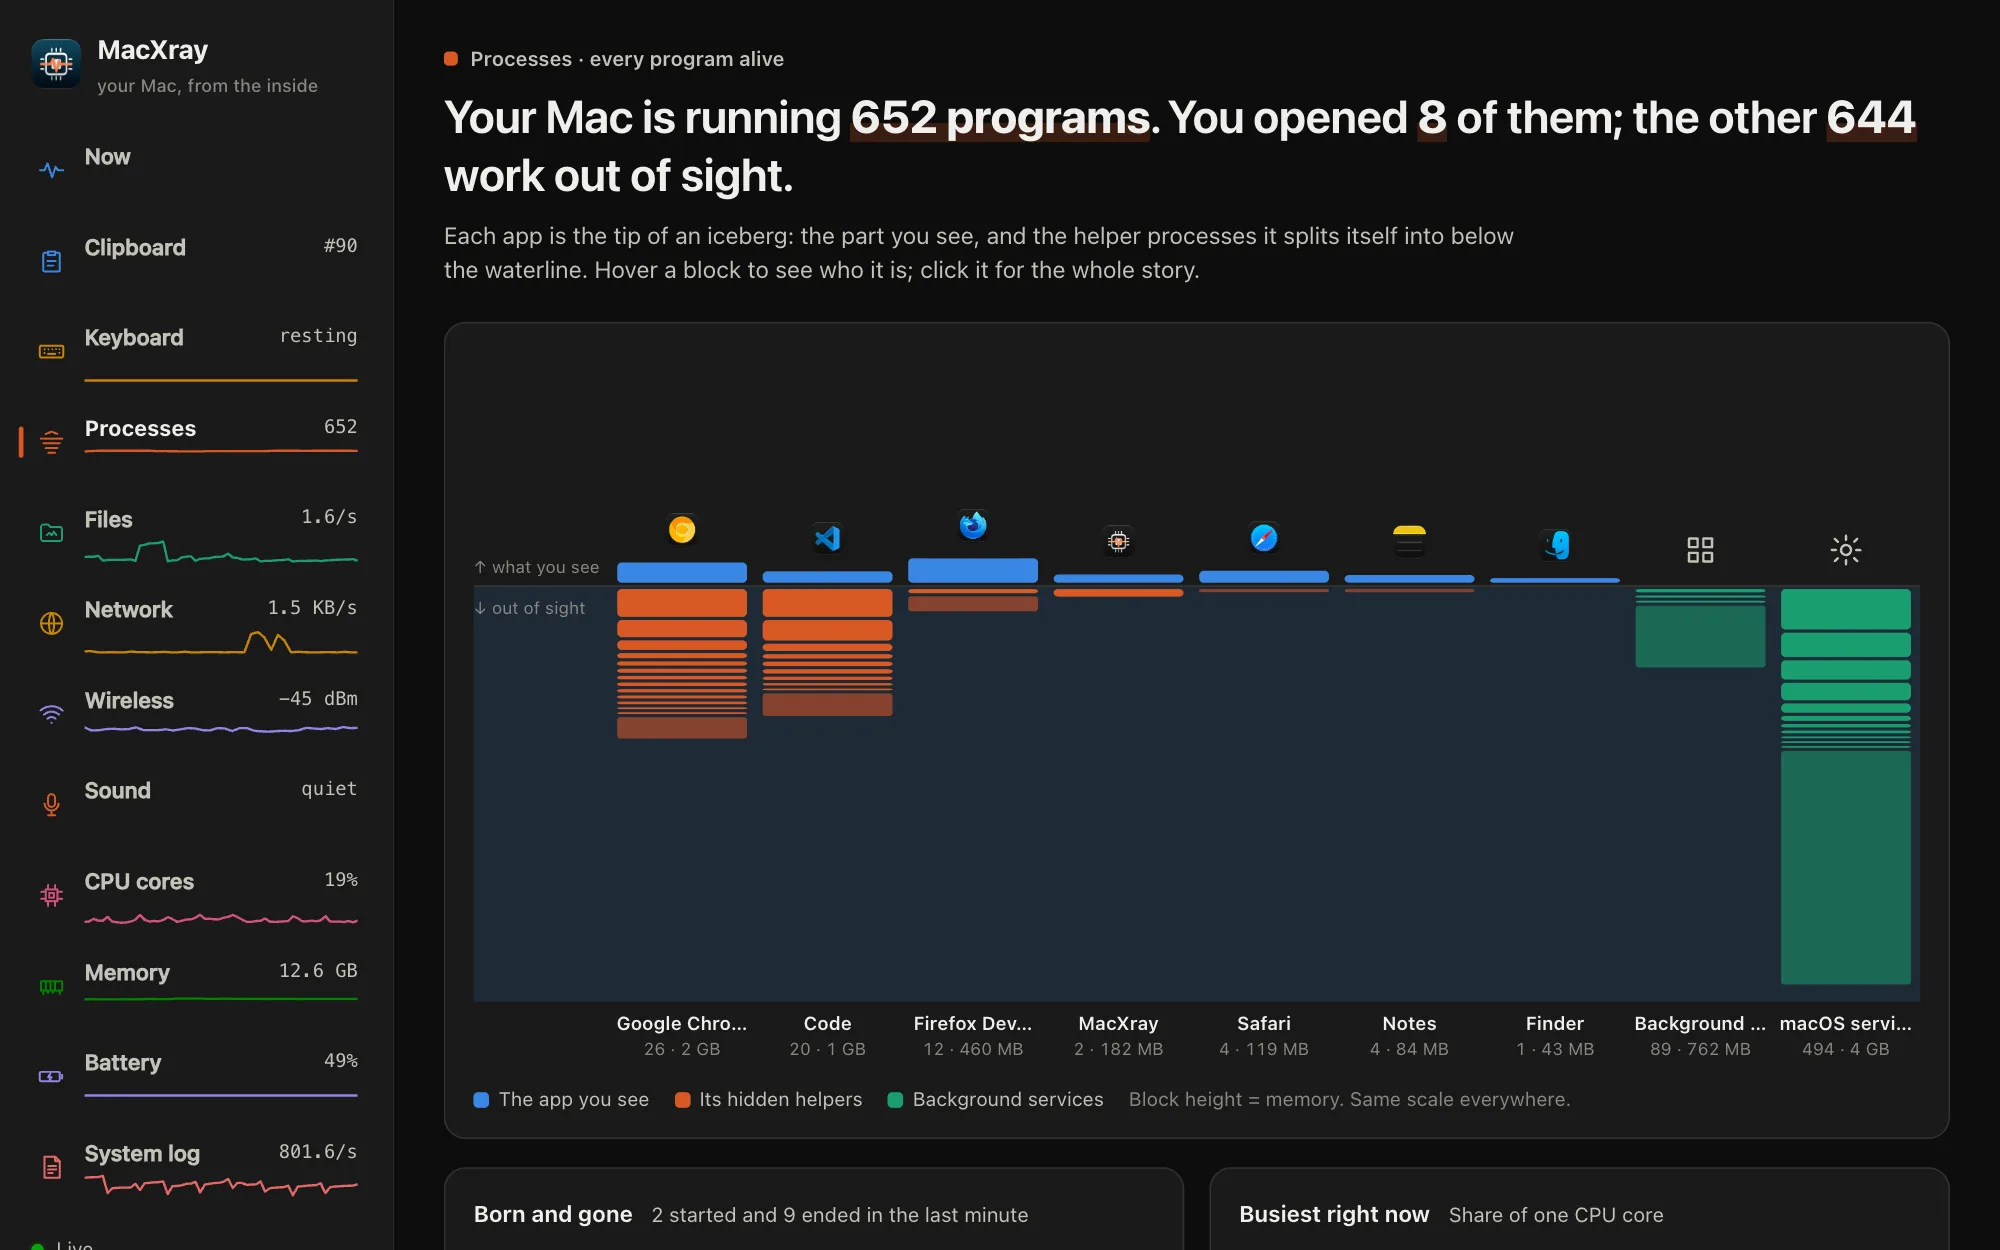 MacXray
your Mac, from the inside
Now
Clipboard #90
Keyboard resting
Processes 652
Files 1.6/s
Network 1.5 KB/s
Wireless −45 dBm
Sound quiet
CPU cores 19%
Memory 12.6 GB
Battery 49%
System log 801.6/s
Live
Processes · every program alive
Your Mac is running 652 programs. You opened 8 of them; the other 644
work out of sight.
Each app is the tip of an iceberg: the part you see, and the helper processes it splits itself into below
the waterline. Hover a block to see who it is; click it for the whole story.
↑ what you see
↓ out of sight
Google Chro... Code Firefox Dev... MacXray Safari Notes Finder Background ... macOS servi...
26 · 2 GB 20 · 1 GB 12 · 460 MB 2 · 182 MB 4 · 119 MB 4 · 84 MB 1 · 43 MB 89 · 762 MB 494 · 4 GB
The app you see Its hidden helpers Background services Block height = memory. Same scale everywhere.
Born and gone 2 started and 9 ended in the last minute
Busiest right now Share of one CPU core